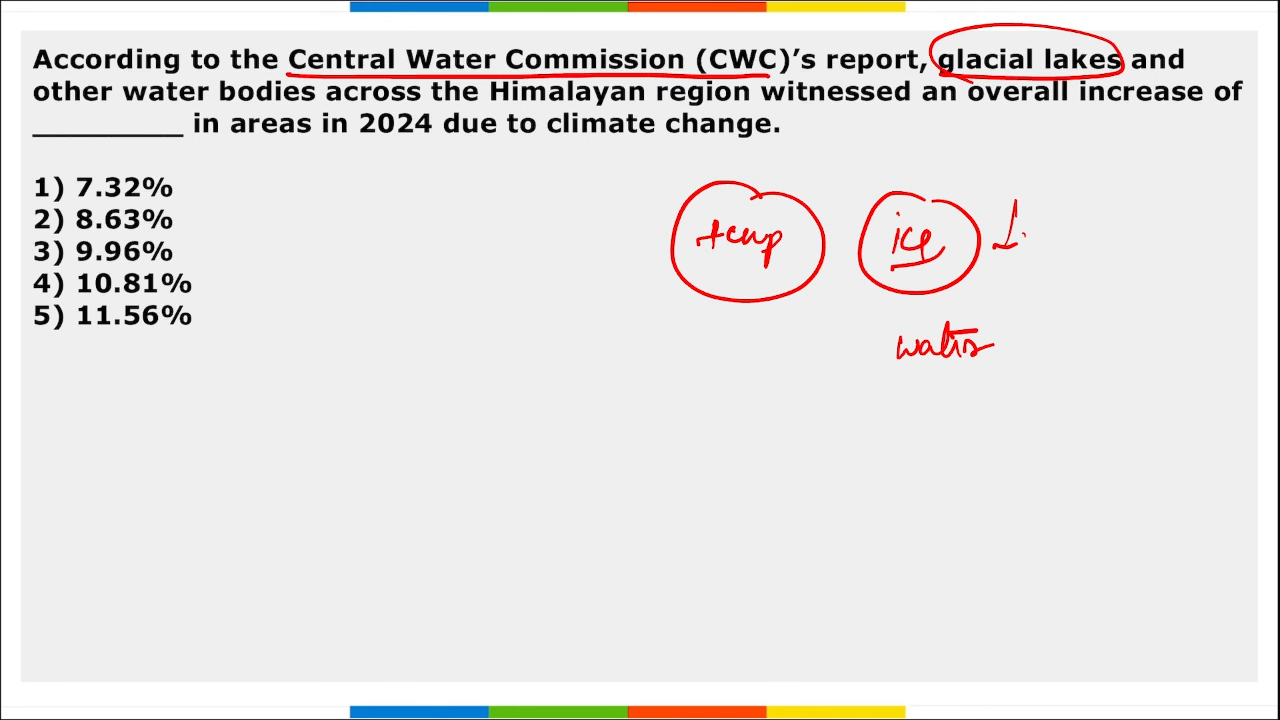 According to the Central Water Commission (CWC)’s report, glacial lakes and
other water bodies across the Himalayan region witnessed an overall increase of
__________ in areas in 2024 due to climate change.
1) 7.32%
2) 8.63%
3) 9.96%
4) 10.81%
5) 11.56%
temp ice
water